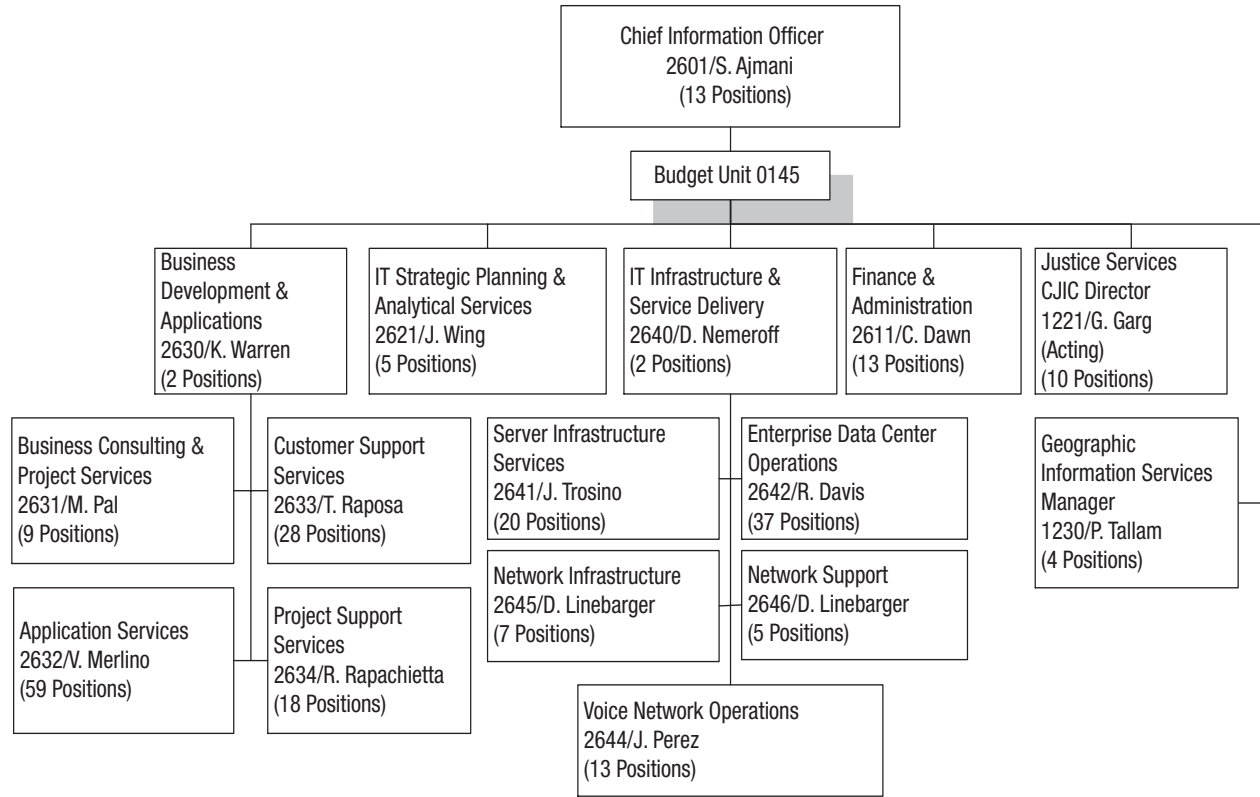 Chief Information Officer
2601/S. Ajmani
(13 Positions)
Budget Unit 0145
Business
Development &
Applications
2630/K. Warren
(2 Positions)
IT Strategic Planning &
Analytical Services
2621/J. Wing
(5 Positions)
IT Infrastructure &
Service Delivery
2640/D. Nemeroff
(2 Positions)
Finance &
Administration
2611/C. Dawn
(13 Positions)
Justice Services
CJIC Director
1221/G. Garg
(Acting)
(10 Positions)
Business Consulting &
Project Services
2631/M. Pal
(9 Positions)
Customer Support
Services
2633/T. Raposa
(28 Positions)
Server Infrastructure
Services
2641/J. Trosino
(20 Positions)
Enterprise Data Center
Operations
2642/R. Davis
(37 Positions)
Geographic
Information Services
Manager
1230/P. Tallam
(4 Positions)
Application Services
2632/V. Merlino
(59 Positions)
Project Support
Services
2634/R. Rapachietta
(18 Positions)
Network Infrastructure
2645/D. Linebarger
(7 Positions)
Network Support
2646/D. Linebarger
(5 Positions)
Voice Network Operations
2644/J. Perez
(13 Positions)